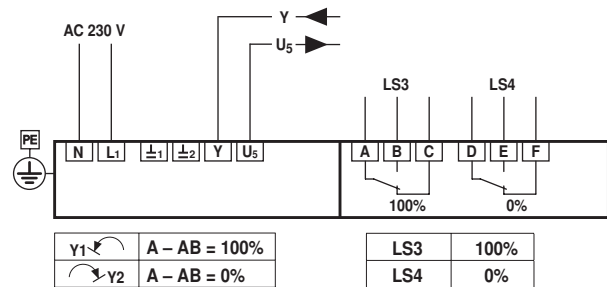 Y
AC 230 V
U5
LS3 LS4
PE
N L1 ⏚1 ⏚2 Y U5 A B C D E F
100% 0%
Y1 A – AB = 100%
Y2 A – AB = 0%
LS3 100%
LS4 0%